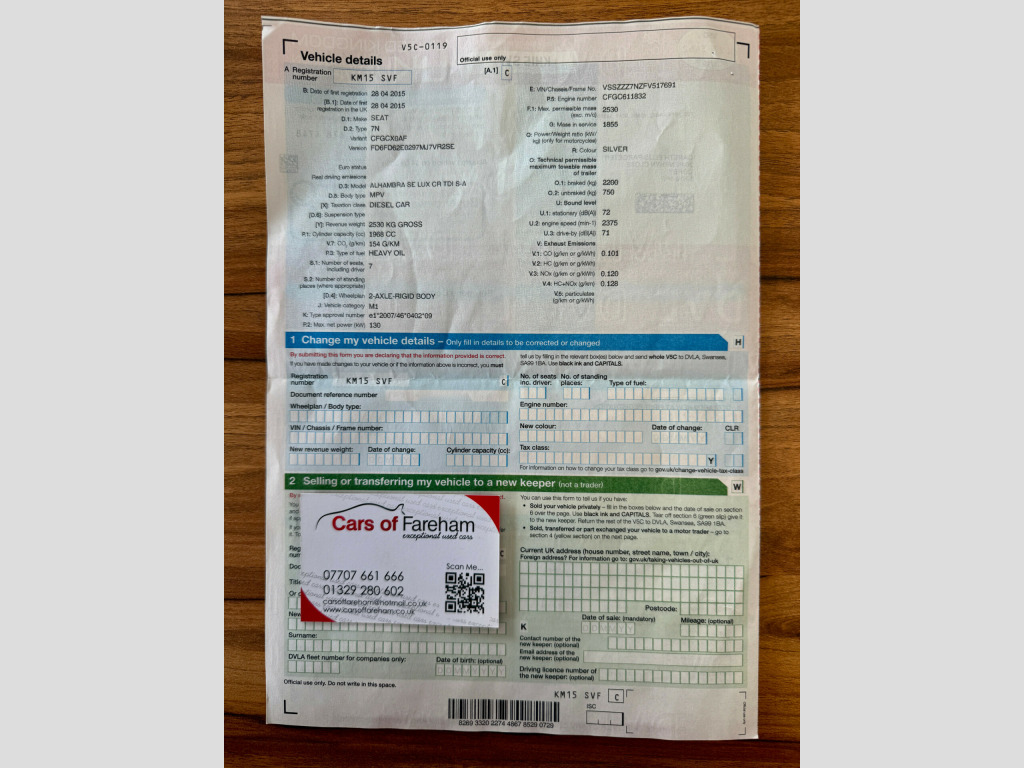 V5C-0119
Vehicle details
Official use only
A Registration number KM15 SVF
[A.1] C
B: Date of first registration 28 04 2015
[B.1]: Date of first registration in the UK 28 04 2015
D.1: Make SEAT
D.2: Type 7N
Variant CFGCX0AF
Version FD6FD62E0297MJ7VR2SE
Euro status
Real driving emissions
D.3: Model ALHAMBRA SE LUX CR TDI S-A
D.5: Body type MPV
[X]: Taxation class DIESEL CAR
[D.6]: Suspension type
[Y]: Revenue weight 2530 KG GROSS
P.1: Cylinder capacity (cc) 1968 CC
V.7: CO₂ (g/km) 154 G/KM
P.3: Type of fuel HEAVY OIL
S.1: Number of seats, including driver 7
S.2: Number of standing places (where appropriate)
[D.4]: Wheelplan 2-AXLE-RIGID BODY
J: Vehicle category M1
K: Type approval number e1*2007/46*0402*09
P.2: Max. net power (kW) 130
E: VIN/Chassis/Frame No. VSSZZZ7NZFV517691
P.5: Engine number CFGC611832
F.1: Max. permissible mass (exc. m/c) 2530
G: Mass in service 1855
Q: Power/Weight ratio (kW/kg) (only for motorcycles)
R: Colour SILVER
O: Technical permissible maximum towable mass of trailer
O.1: braked (kg) 2200
O.2: unbraked (kg) 750
U: Sound level
U.1: stationary (dB(A)) 72
U.2: engine speed (min-1) 2375
U.3: drive-by (dB(A)) 71
V: Exhaust Emissions
V.1: CO (g/km or g/kWh) 0.101
V.2: HC (g/km or g/kWh)
V.3: NOx (g/km or g/kWh) 0.120
V.4: HC+NOx (g/km) 0.128
V.5: particulates (g/km or g/kWh)
1 Change my vehicle details – Only fill in details to be corrected or changed H
By submitting this form you are declaring that the information provided is correct.
If you have made changes to your vehicle or if the information above is incorrect, you must
tell us by filling in the relevant box(es) below and send whole V5C to DVLA, Swansea,
SA99 1BA. Use black ink and CAPITALS.
Registration number KM15 SVF C
Document reference number
Wheelplan / Body type:
VIN / Chassis / Frame number:
New revenue weight: Date of change: Cylinder capacity (cc):
No. of seats inc. driver: No. of standing places: Type of fuel:
Engine number:
New colour: Date of change: CLR
Tax class:
Y
For information on how to change your tax class go to gov.uk/change-vehicle-tax-class
2 Selling or transferring my vehicle to a new keeper (not a trader) W
Cars of Fareham
exceptional used cars
Scan Me...
07707 661 666
01329 280 602
carsoffareham@hotmail.co.uk
www.carsoffareham.co.uk
Surname:
DVLA fleet number for companies only: Date of birth: (optional)
You can use this form to tell us if you have:
• Sold your vehicle privately – fill in the boxes below and the date of sale on section
6 over the page. Use black ink and CAPITALS. Tear off section 6 (green slip) give it
to the new keeper. Return the rest of the V5C to DVLA, Swansea, SA99 1BA.
• Sold, transferred or part exchanged your vehicle to a motor trader – go to
section 4 (yellow section) on the next page.
Current UK address (house number, street name, town / city):
Foreign address? For information go to: gov.uk/taking-vehicles-out-of-uk
Postcode:
Date of sale: (mandatory) Mileage: (optional)
K
Contact number of the new keeper: (optional)
Email address of the new keeper: (optional)
Driving licence number of the new keeper: (optional)
Official use only. Do not write in this space.
KM15 SVF C
ISC
8269 3320 2274 4867 8529 0729